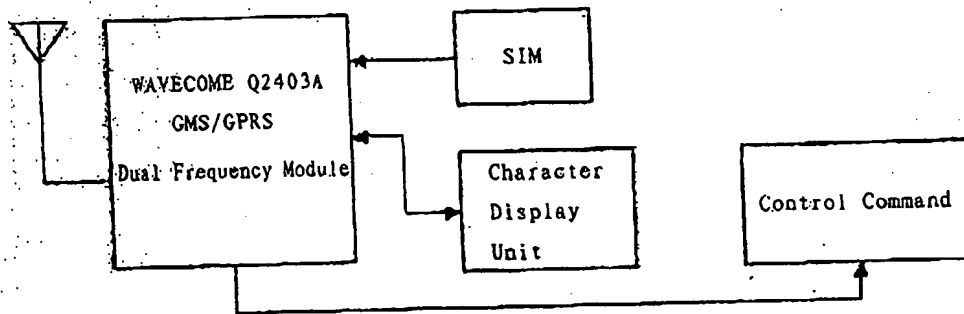 WAVECOME Q2403A
GMS/GPRS
Dual Frequency Module
SIM
Character
Display
Unit
Control Command